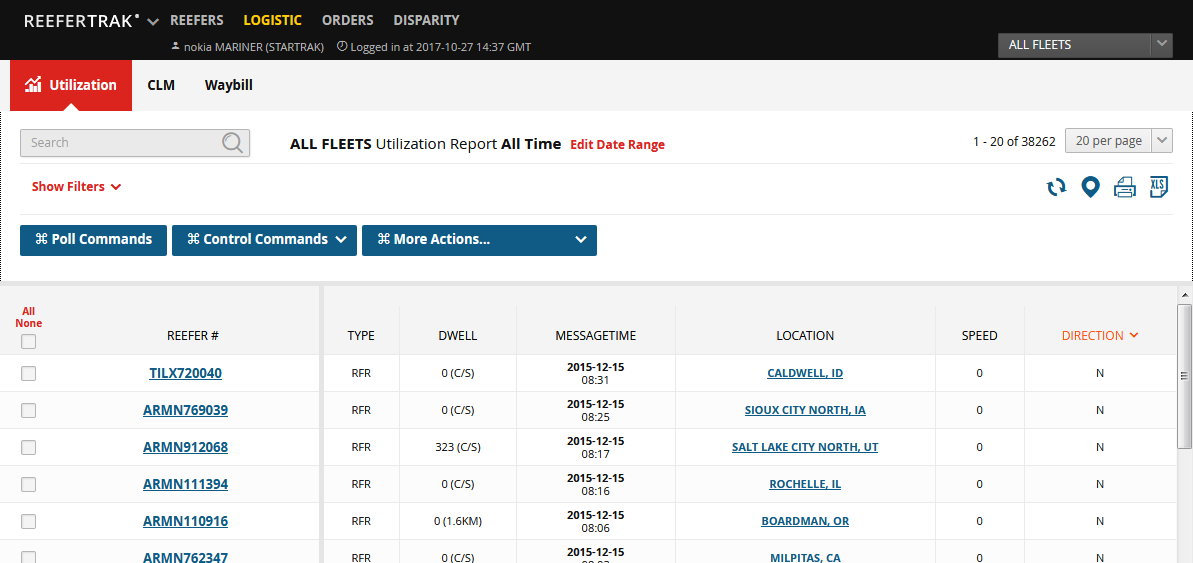 REEFERTRAK REEFERS LOGISTIC ORDERS DISPARITY
nokia MARINER (STARTRAK) Logged in at 2017-10-27 14:37 GMT
ALL FLEETS
Utilization CLM Waybill
Search
ALL FLEETS Utilization Report All Time Edit Date Range
1 - 20 of 38262 20 per page
Show Filters
XLS
⌘ Poll Commands ⌘ Control Commands ⌘ More Actions...
All
None
REEFER # TYPE DWELL MESSAGETIME LOCATION SPEED DIRECTION
TILX720040 RFR 0 (C/S) 2015-12-15 08:31 CALDWELL, ID 0 N
ARMN769039 RFR 0 (C/S) 2015-12-15 08:25 SIOUX CITY NORTH, IA 0 N
ARMN912068 RFR 323 (C/S) 2015-12-15 08:17 SALT LAKE CITY NORTH, UT 0 N
ARMN111394 RFR 0 (C/S) 2015-12-15 08:16 ROCHELLE, IL 0 N
ARMN110916 RFR 0 (1.6KM) 2015-12-15 08:06 BOARDMAN, OR 0 N
ARMN762347 RFR 0 (C/S) 2015-12-15 MILPITAS, CA 0 N